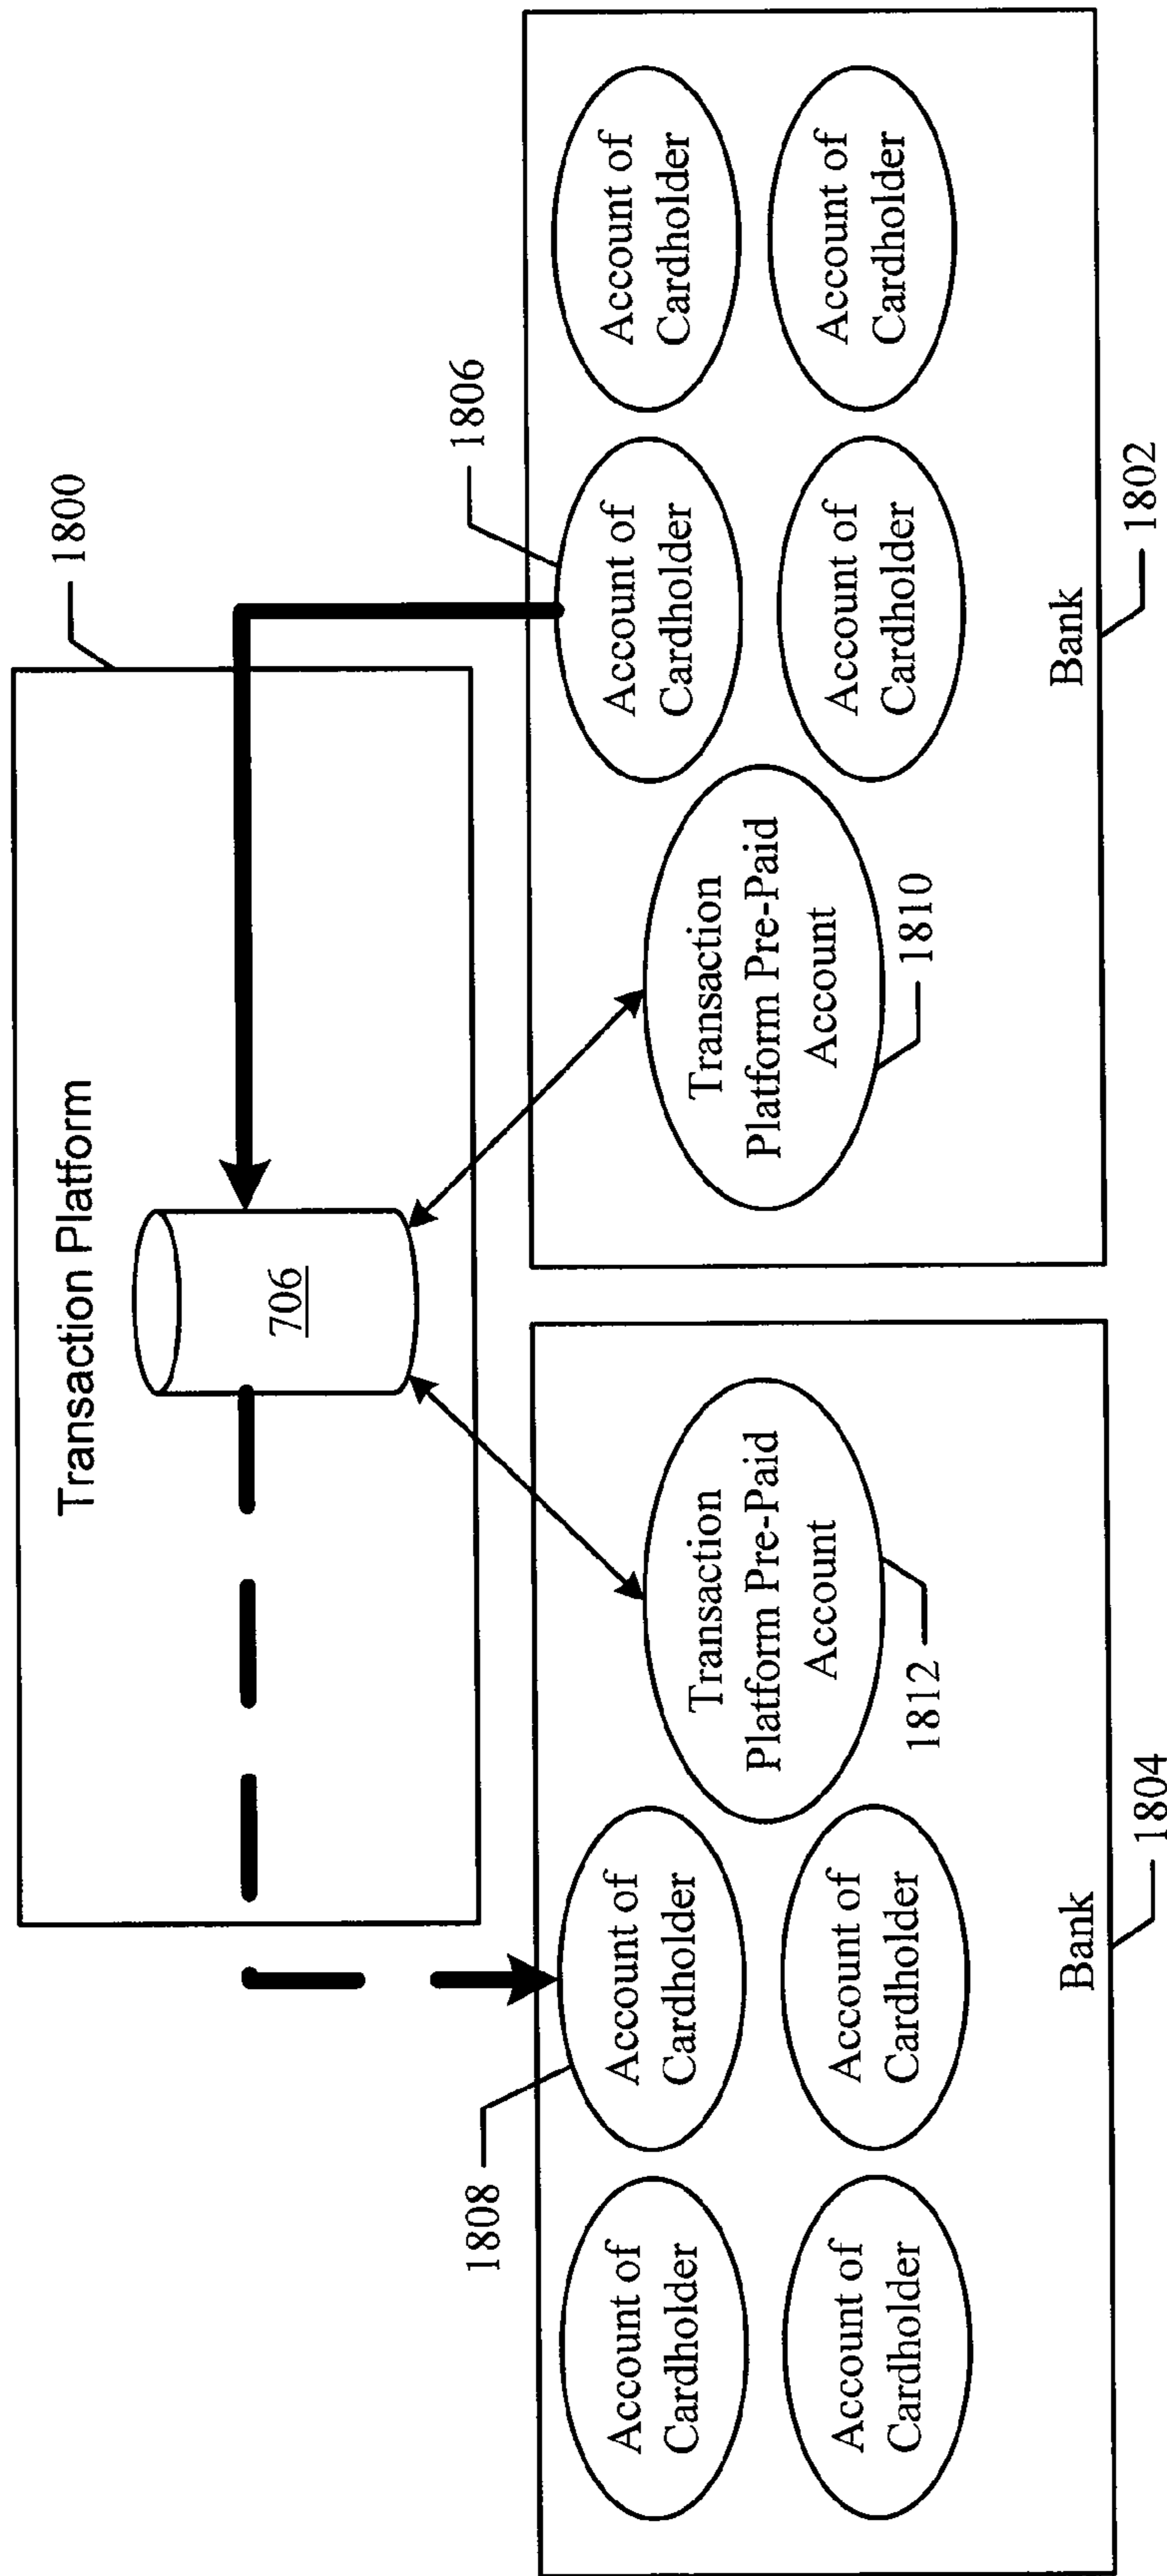 Transaction Platform
1800
706
1808
1806
Account of
Cardholder
Account of
Cardholder
Transaction
Platform Pre-Paid
Account
Account of
Cardholder
Account of
Cardholder
1812
Bank
1804
Transaction
Platform Pre-Paid
Account
Account of
Cardholder
Account of
Cardholder
1810
Account of
Cardholder
Account of
Cardholder
Bank
1802